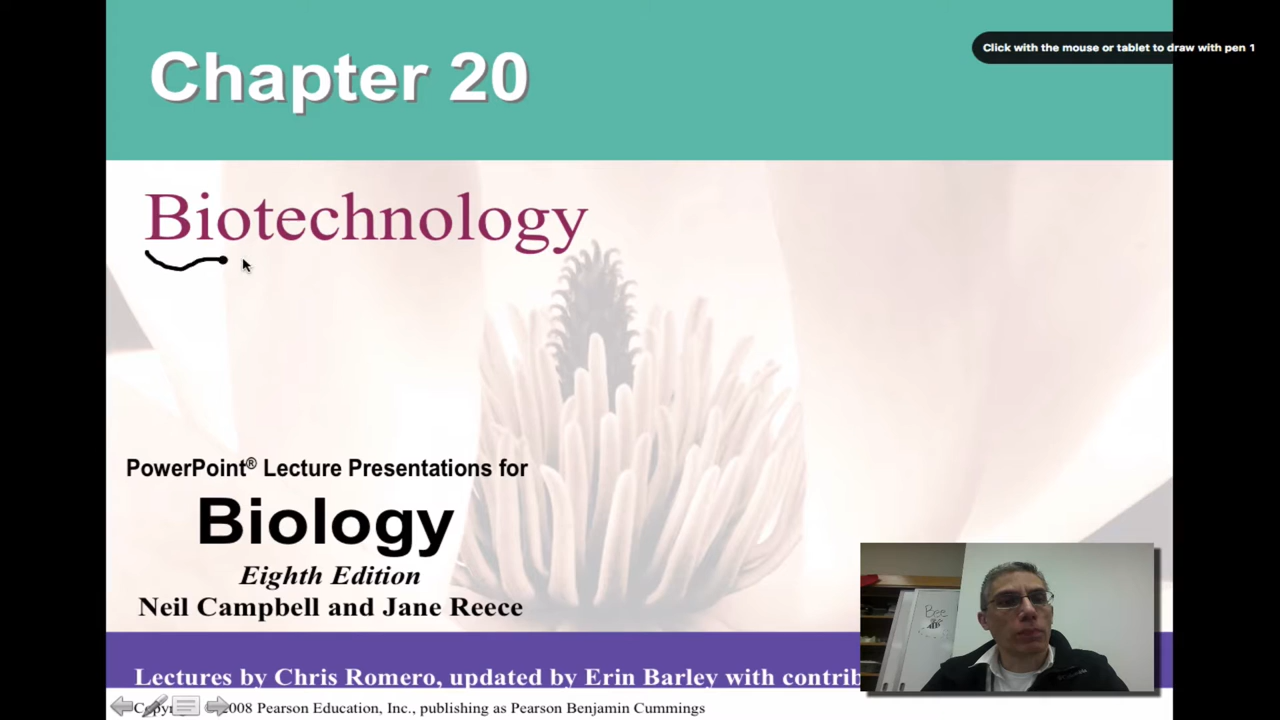 Click with the mouse or tablet to draw with pen 1
Chapter 20
Biotechnology
PowerPoint® Lecture Presentations for
Biology
Eighth Edition
Neil Campbell and Jane Reece
Bee
Lectures by Chris Romero, updated by Erin Barley with contrib
2008 Pearson Education, Inc., publishing as Pearson Benjamin Cummings